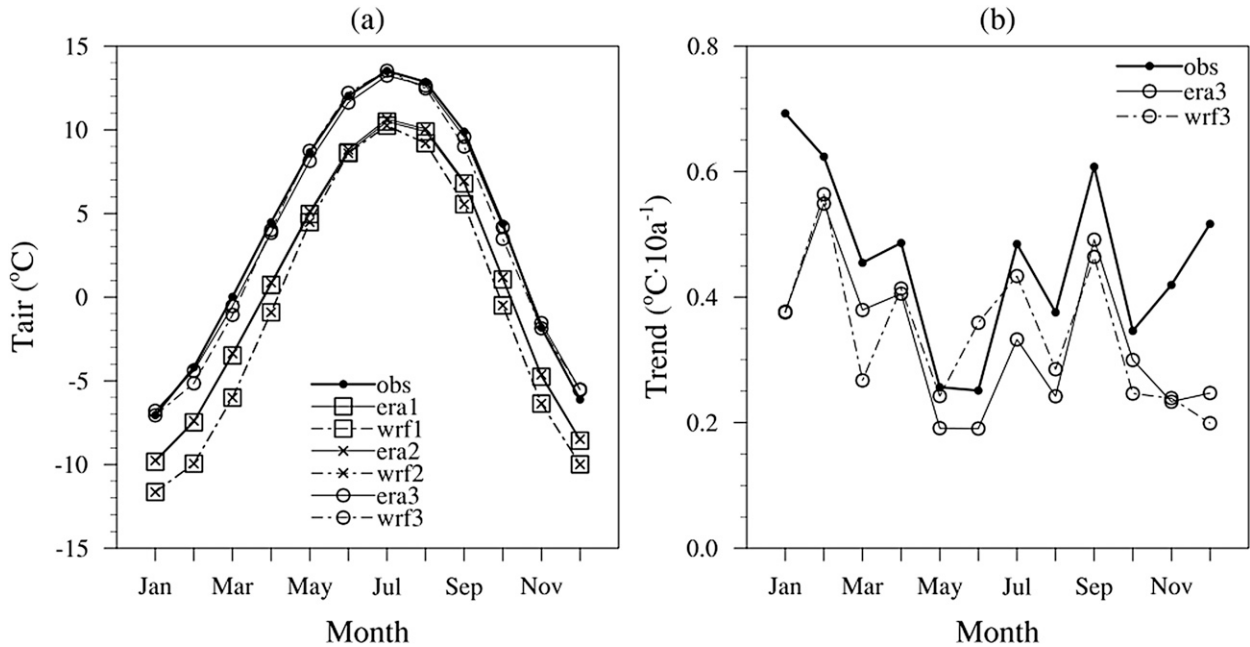 (a)
Tair (°C)
15
10
5
0
-5
-10
-15
obs
era1
wrf1
era2
wrf2
era3
wrf3
Jan Mar May Jul Sep Nov
Month
(b)
Trend (°C·10a⁻¹)
0.8
0.6
0.4
0.2
0.0
obs
era3
wrf3
Jan Mar May Jul Sep Nov
Month